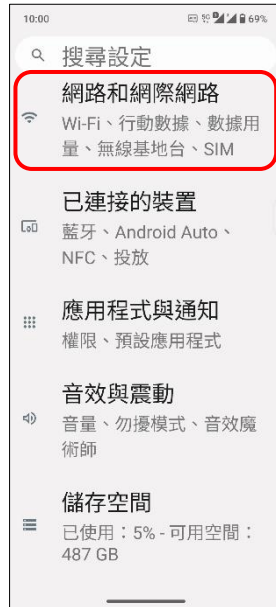 10:00
5G
69%
搜尋設定
網路和網際網路
Wi-Fi、行動數據、數據用
量、無線基地台、SIM
已連接的裝置
藍牙、Android Auto、
NFC、投放
應用程式與通知
權限、預設應用程式
音效與震動
音量、勿擾模式、音效魔
術師
儲存空間
已使用：5% - 可用空間：
487 GB